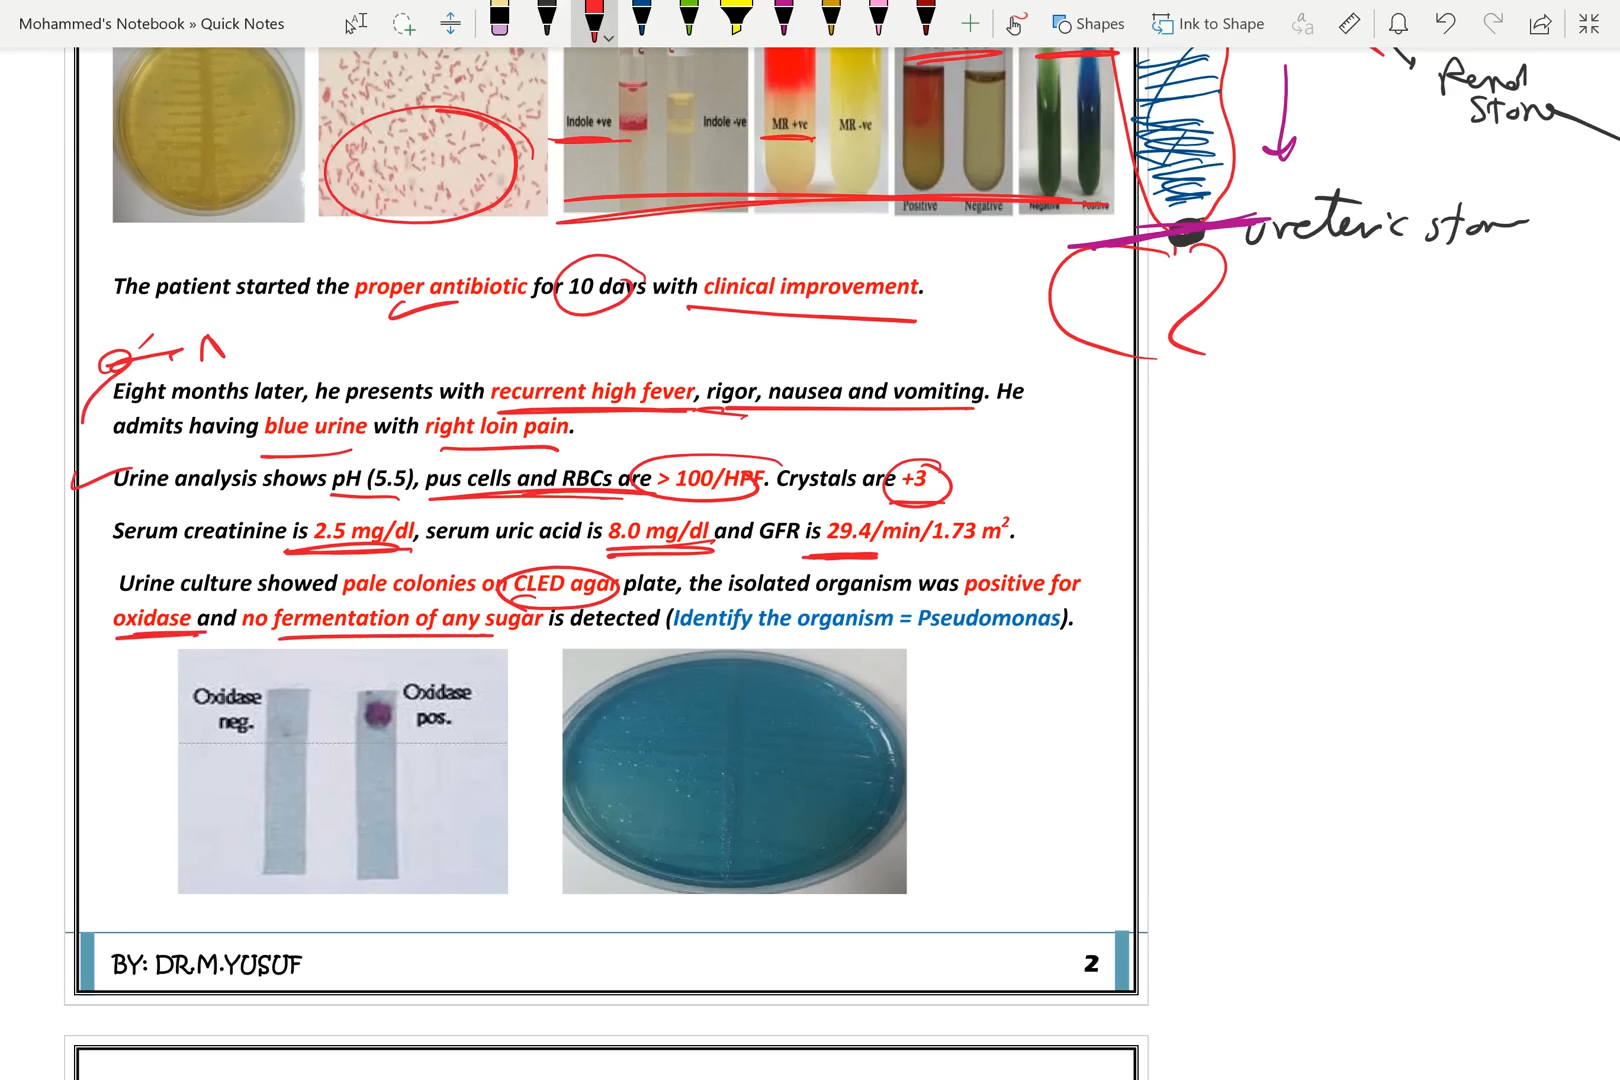 Mohammed's Notebook » Quick Notes
Shapes
Ink to Shape
Renal
Stone
Indole +ve
Indole -ve
MR +ve
MR -ve
Positive
Negative
Negative
Positive
Ureteric ston
The patient started the proper antibiotic for 10 days with clinical improvement.
Eight months later, he presents with recurrent high fever, rigor, nausea and vomiting. He
admits having blue urine with right loin pain.
Urine analysis shows pH (5.5), pus cells and RBCs are > 100/HPF. Crystals are +3
Serum creatinine is 2.5 mg/dl, serum uric acid is 8.0 mg/dl and GFR is 29.4/min/1.73 m².
Urine culture showed pale colonies on CLED agar plate, the isolated organism was positive for
oxidase and no fermentation of any sugar is detected (Identify the organism = Pseudomonas).
Oxidase
neg.
Oxidase
pos.
BY: DR.M.YUSUF
2